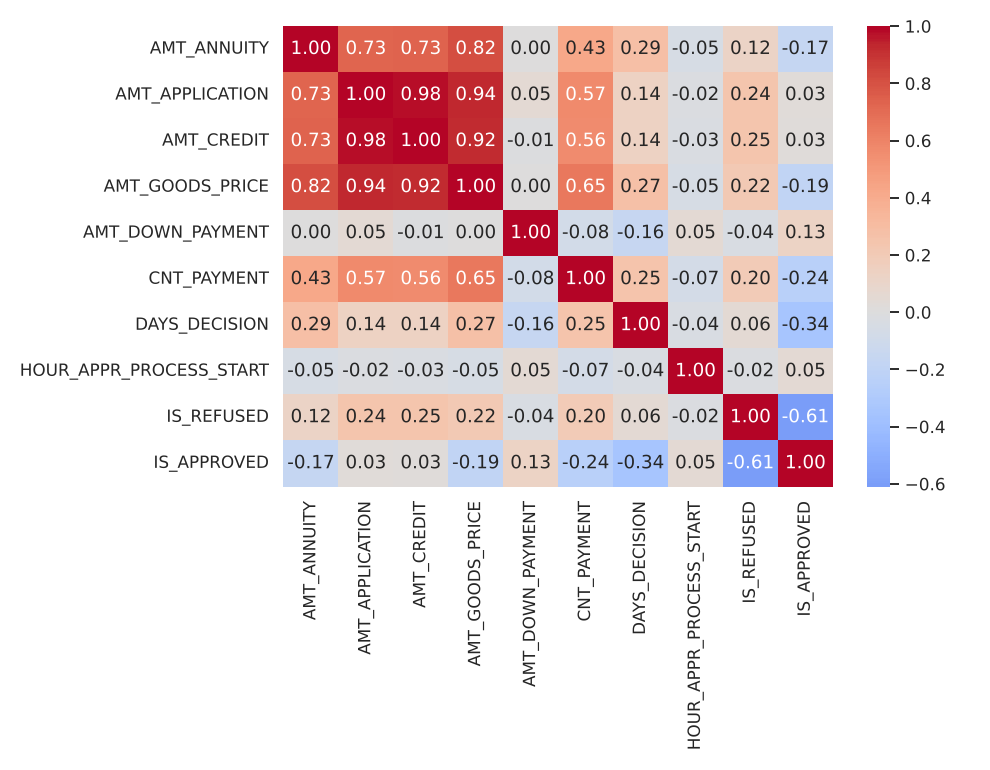 AMT_ANNUITY 1.00 0.73 0.73 0.82 0.00 0.43 0.29 -0.05 0.12 -0.17
AMT_APPLICATION 0.73 1.00 0.98 0.94 0.05 0.57 0.14 -0.02 0.24 0.03
AMT_CREDIT 0.73 0.98 1.00 0.92 -0.01 0.56 0.14 -0.03 0.25 0.03
AMT_GOODS_PRICE 0.82 0.94 0.92 1.00 0.00 0.65 0.27 -0.05 0.22 -0.19
AMT_DOWN_PAYMENT 0.00 0.05 -0.01 0.00 1.00 -0.08 -0.16 0.05 -0.04 0.13
CNT_PAYMENT 0.43 0.57 0.56 0.65 -0.08 1.00 0.25 -0.07 0.20 -0.24
DAYS_DECISION 0.29 0.14 0.14 0.27 -0.16 0.25 1.00 -0.04 0.06 -0.34
HOUR_APPR_PROCESS_START -0.05 -0.02 -0.03 -0.05 0.05 -0.07 -0.04 1.00 -0.02 0.05
IS_REFUSED 0.12 0.24 0.25 0.22 -0.04 0.20 0.06 -0.02 1.00 -0.61
IS_APPROVED -0.17 0.03 0.03 -0.19 0.13 -0.24 -0.34 0.05 -0.61 1.00
AMT_ANNUITY
AMT_APPLICATION
AMT_CREDIT
AMT_GOODS_PRICE
AMT_DOWN_PAYMENT
CNT_PAYMENT
DAYS_DECISION
HOUR_APPR_PROCESS_START
IS_REFUSED
IS_APPROVED
1.0
0.8
0.6
0.4
0.2
0.0
−0.2
−0.4
−0.6